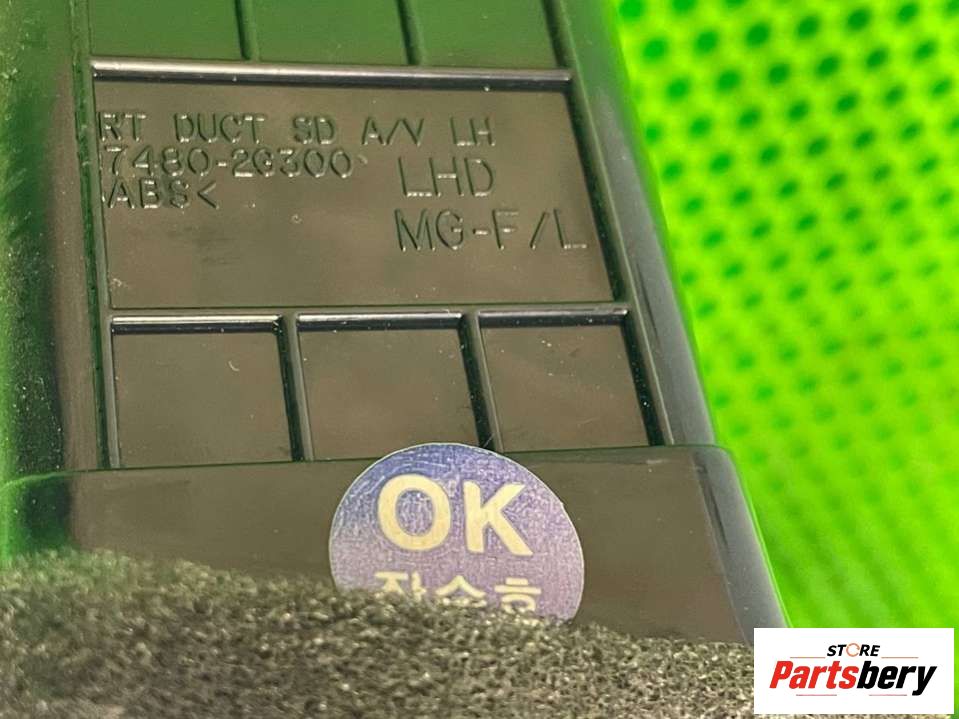 RT DUCT SD A/V LH
7480-2G300
ABS<
LHD
MG-F/L
OK
STORE
Partsbery